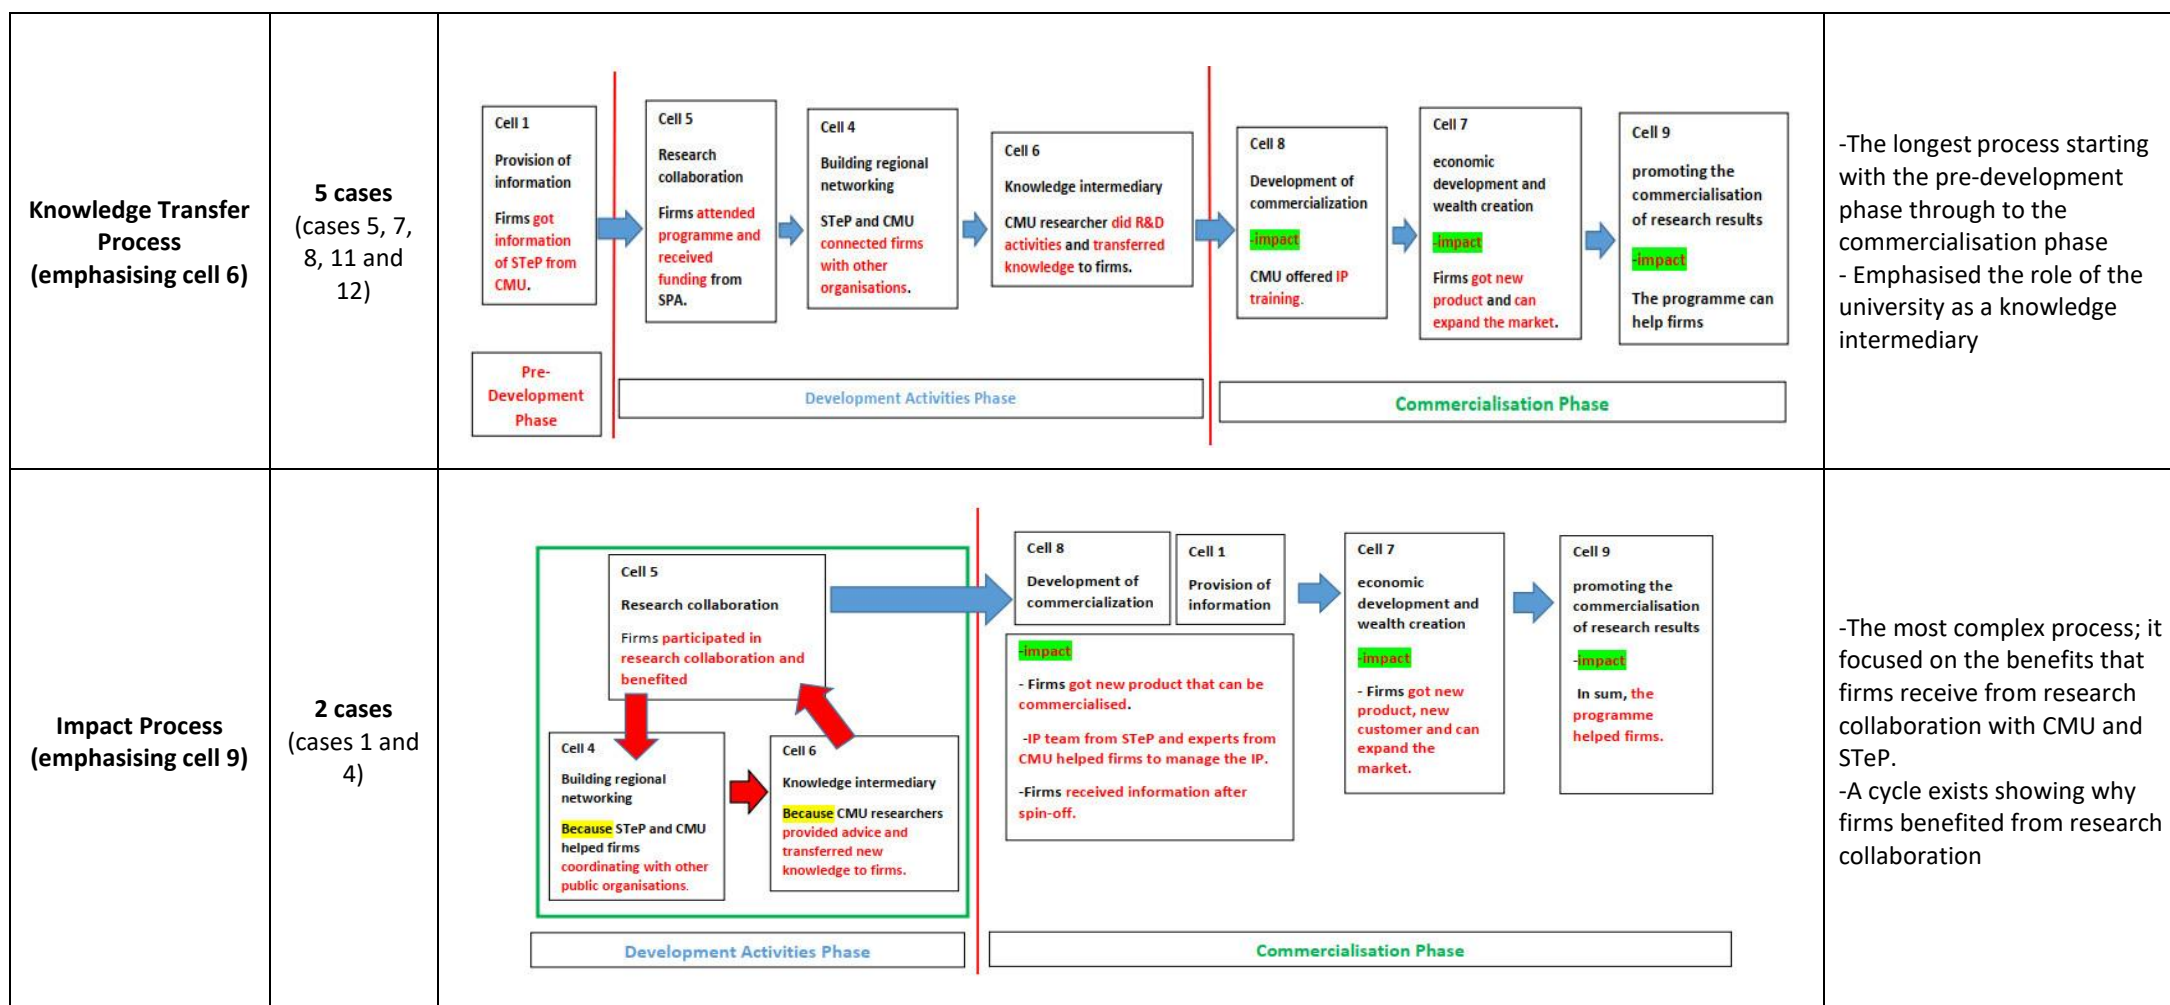 Knowledge Transfer
Process
(emphasising cell 6)
5 cases
(cases 5, 7,
8, 11 and
12)
Cell 1
Provision of
information
Firms got
information
of STeP from
CMU.
Cell 5
Research
collaboration
Firms attended
programme and
received
funding from
SPA.
Cell 4
Building regional
networking
STeP and CMU
connected firms
with other
organisations.
Cell 6
Knowledge intermediary
CMU researcher did R&D
activities and transferred
knowledge to firms.
Cell 8
Development of
commercialization
-impact
CMU offered IP
training.
Cell 7
economic
development and
wealth creation
-impact
Firms got new
product and can
expand the market.
Cell 9
promoting the
commercialisation
of research results
-impact
The programme can
help firms
Pre-
Development
Phase
Development Activities Phase
Commercialisation Phase
-The longest process starting
with the pre-development
phase through to the
commercialisation phase
- Emphasised the role of the
university as a knowledge
intermediary
Impact Process
(emphasising cell 9)
2 cases
(cases 1 and
4)
Cell 5
Research collaboration
Firms participated in
research collaboration and
benefited
Cell 4
Building regional
networking
Because STeP and CMU
helped firms
coordinating with other
public organisations.
Cell 6
Knowledge intermediary
Because CMU researchers
provided advice and
transferred new
knowledge to firms.
Cell 8
Development of
commercialization
Cell 1
Provision of
information
-impact
- Firms got new product that can be
commercialised.
-IP team from STeP and experts from
CMU helped firms to manage the IP.
-Firms received information after
spin-off.
Cell 7
economic
development and
wealth creation
-impact
- Firms got new
product, new
customer and can
expand the
market.
Cell 9
promoting the
commercialisation
of research results
-impact
In sum, the
programme
helped firms.
Development Activities Phase
Commercialisation Phase
-The most complex process; it
focused on the benefits that
firms receive from research
collaboration with CMU and
STeP.
-A cycle exists showing why
firms benefited from research
collaboration